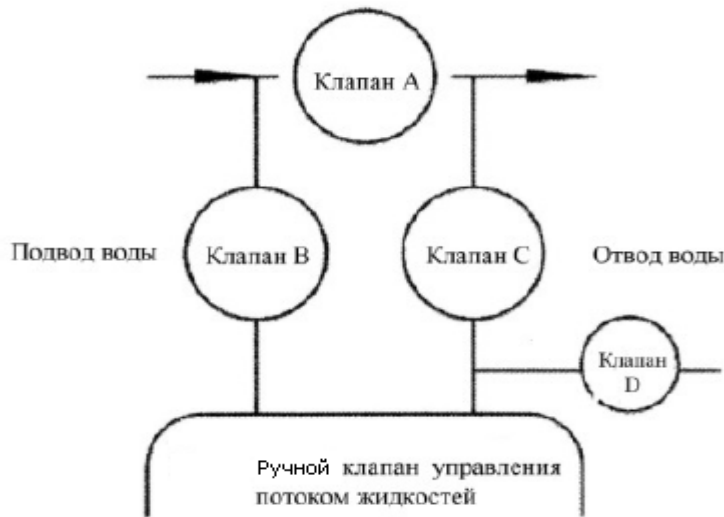 Клапан А
Подвод воды
Клапан В
Клапан С
Отвод воды
Клапан
D
Ручной клапан управления
потоком жидкостей